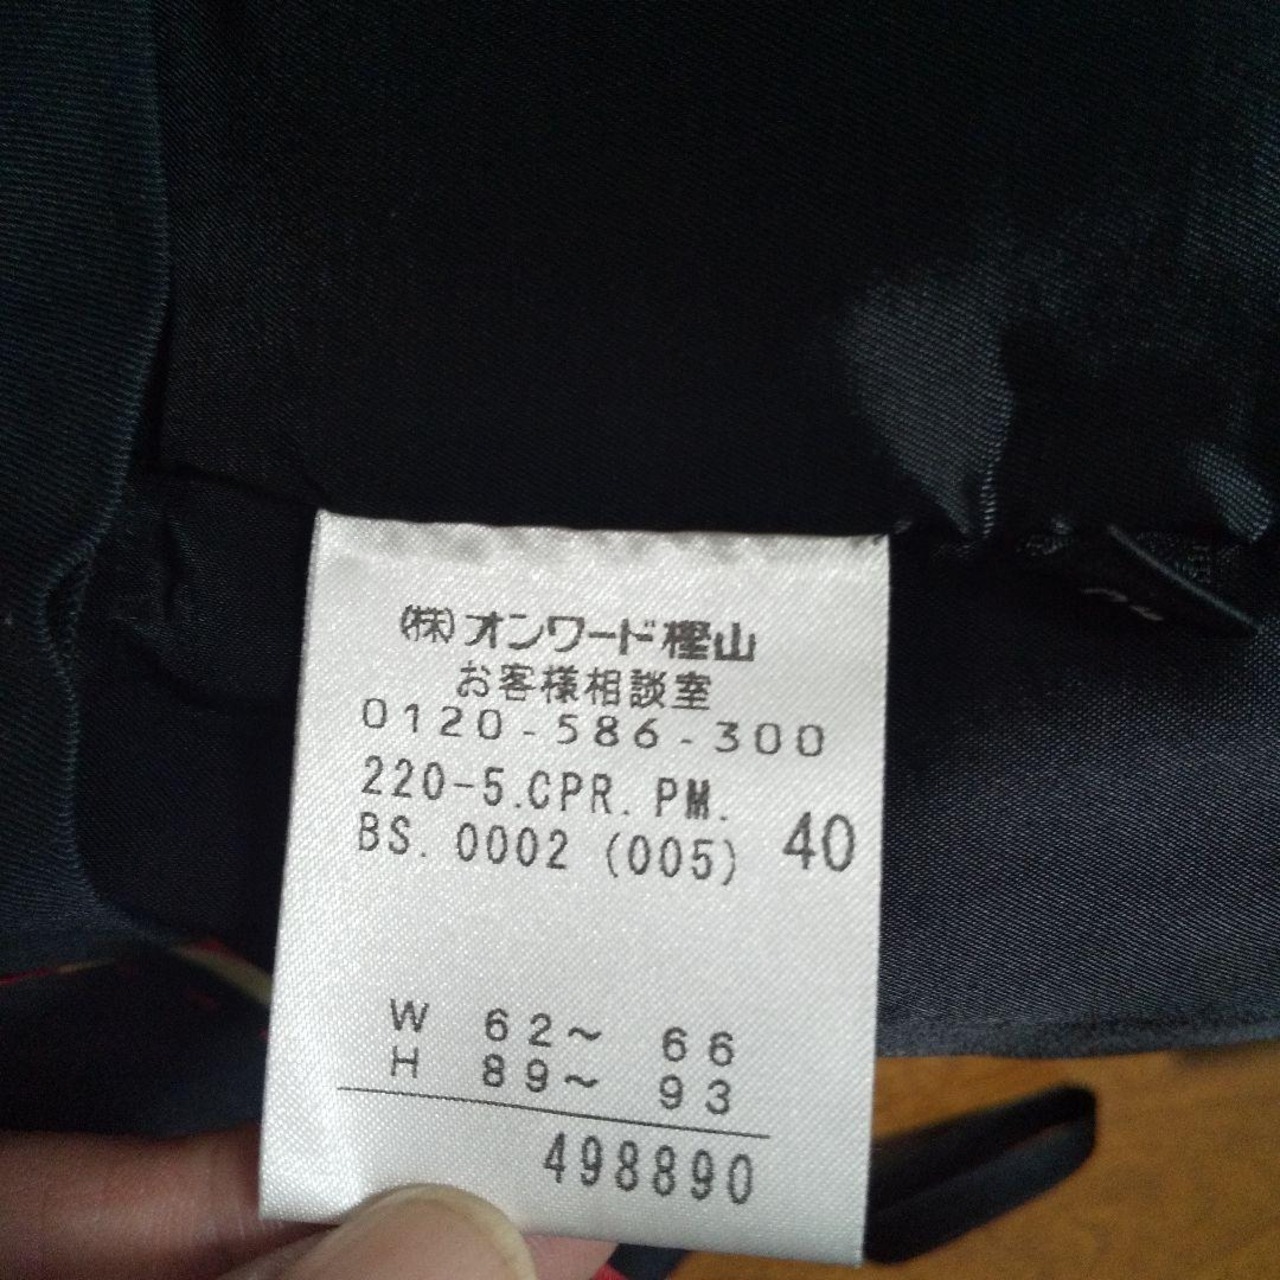 (株)オンワード樫山
お客様相談室
0120-586-300
220-5.CPR.PM.
BS.0002(005) 40
W 62~ 66
H 89~ 93
498890